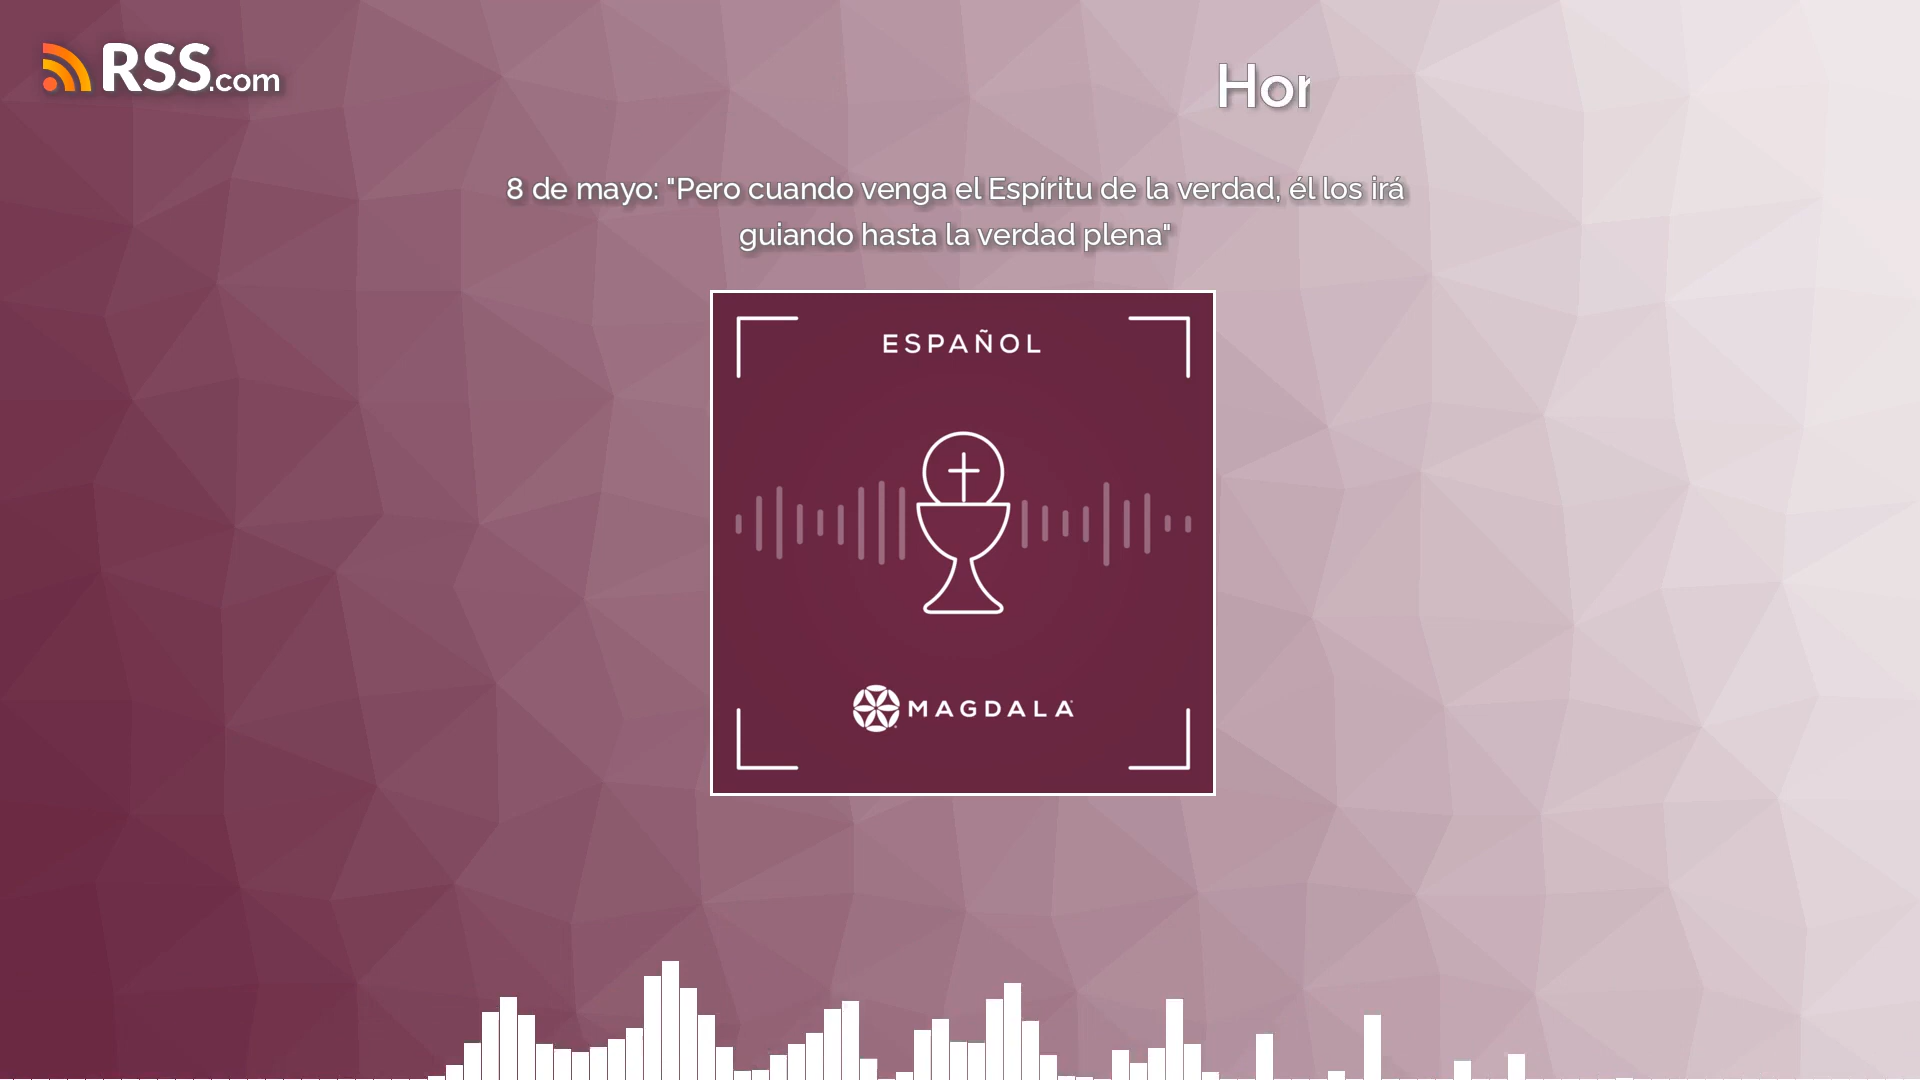 RSS.com
Hor
8 de mayo: "Pero cuando venga el Espíritu de la verdad, él los irá
guiando hasta la verdad plena"
ESPAÑOL
MAGDALA